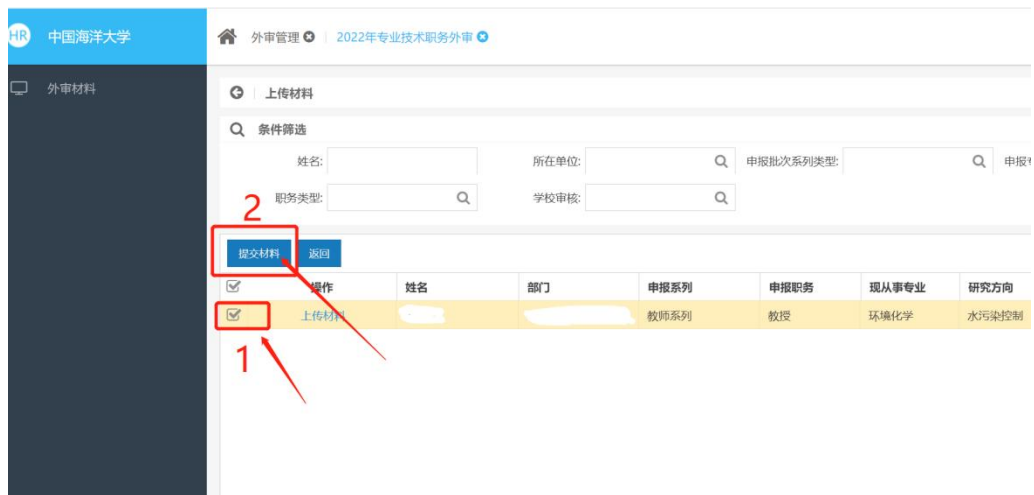 HR 中国海洋大学
外审管理 2022年专业技术职务外审
外审材料
上传材料
条件筛选
姓名: 所在单位: 申报批次系列类型:
职务类型: 学校审核:
2
提交材料 返回
操作 姓名 部门 申报系列 申报职务 现从事专业 研究方向
上传材料 教师系列 教授 环境化学 水污染控制
1